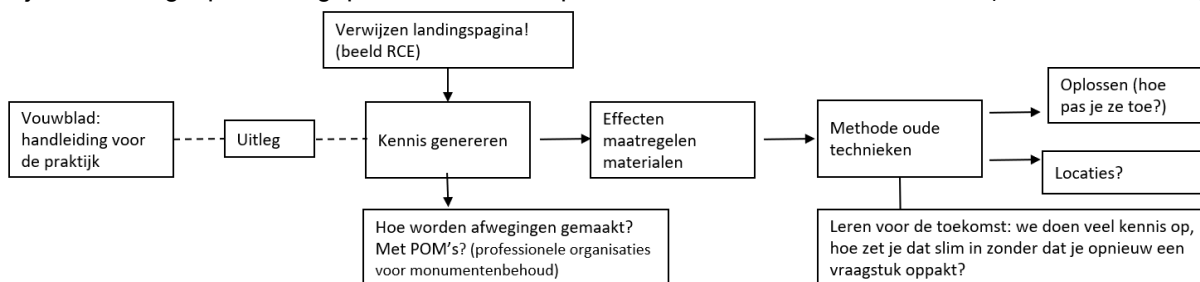 Verwijzen landingspagina!
(beeld RCE)
Vouwblad:
handleiding voor
de praktijk
Uitleg
Kennis genereren
Effecten
maatregelen
materialen
Methode oude
technieken
Oplossen (hoe
pas je ze toe?)
Locaties?
Hoe worden afwegingen gemaakt?
Met POM's? (professionele organisaties
voor monumentenbehoud)
Leren voor de toekomst: we doen veel kennis op,
hoe zet je dat slim in zonder dat je opnieuw een
vraagstuk oppakt?